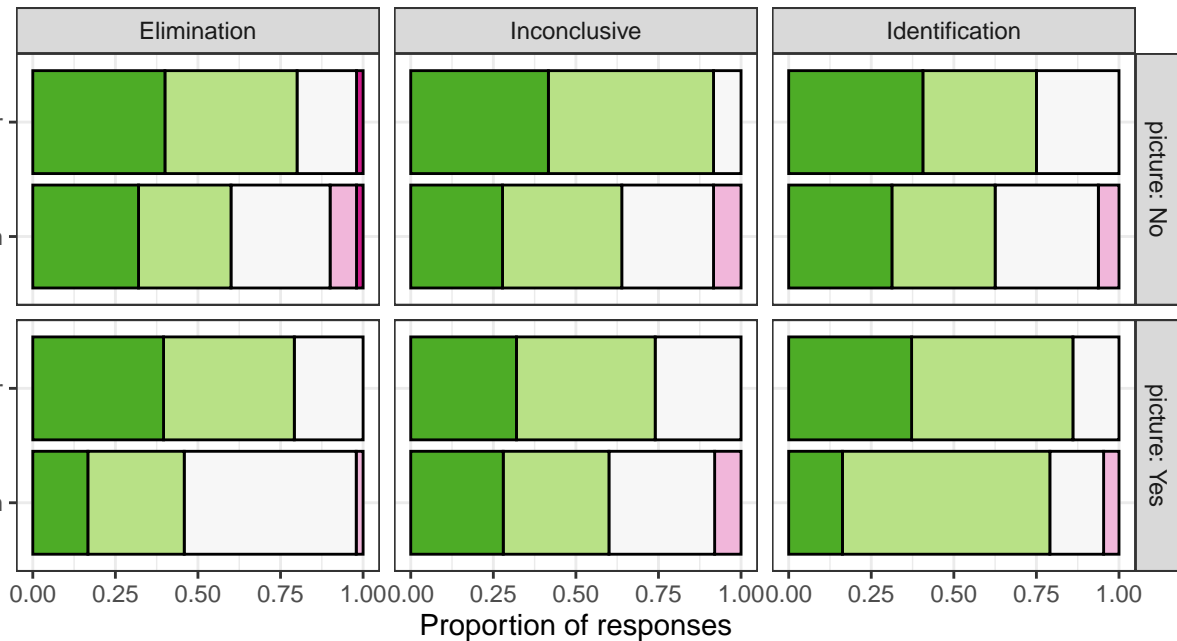 Elimination Inconclusive Identification
picture: No
picture: Yes
0.00 0.25 0.50 0.75 1.00 0.00 0.25 0.50 0.75 1.00 0.00 0.25 0.50 0.75 1.00
Proportion of responses